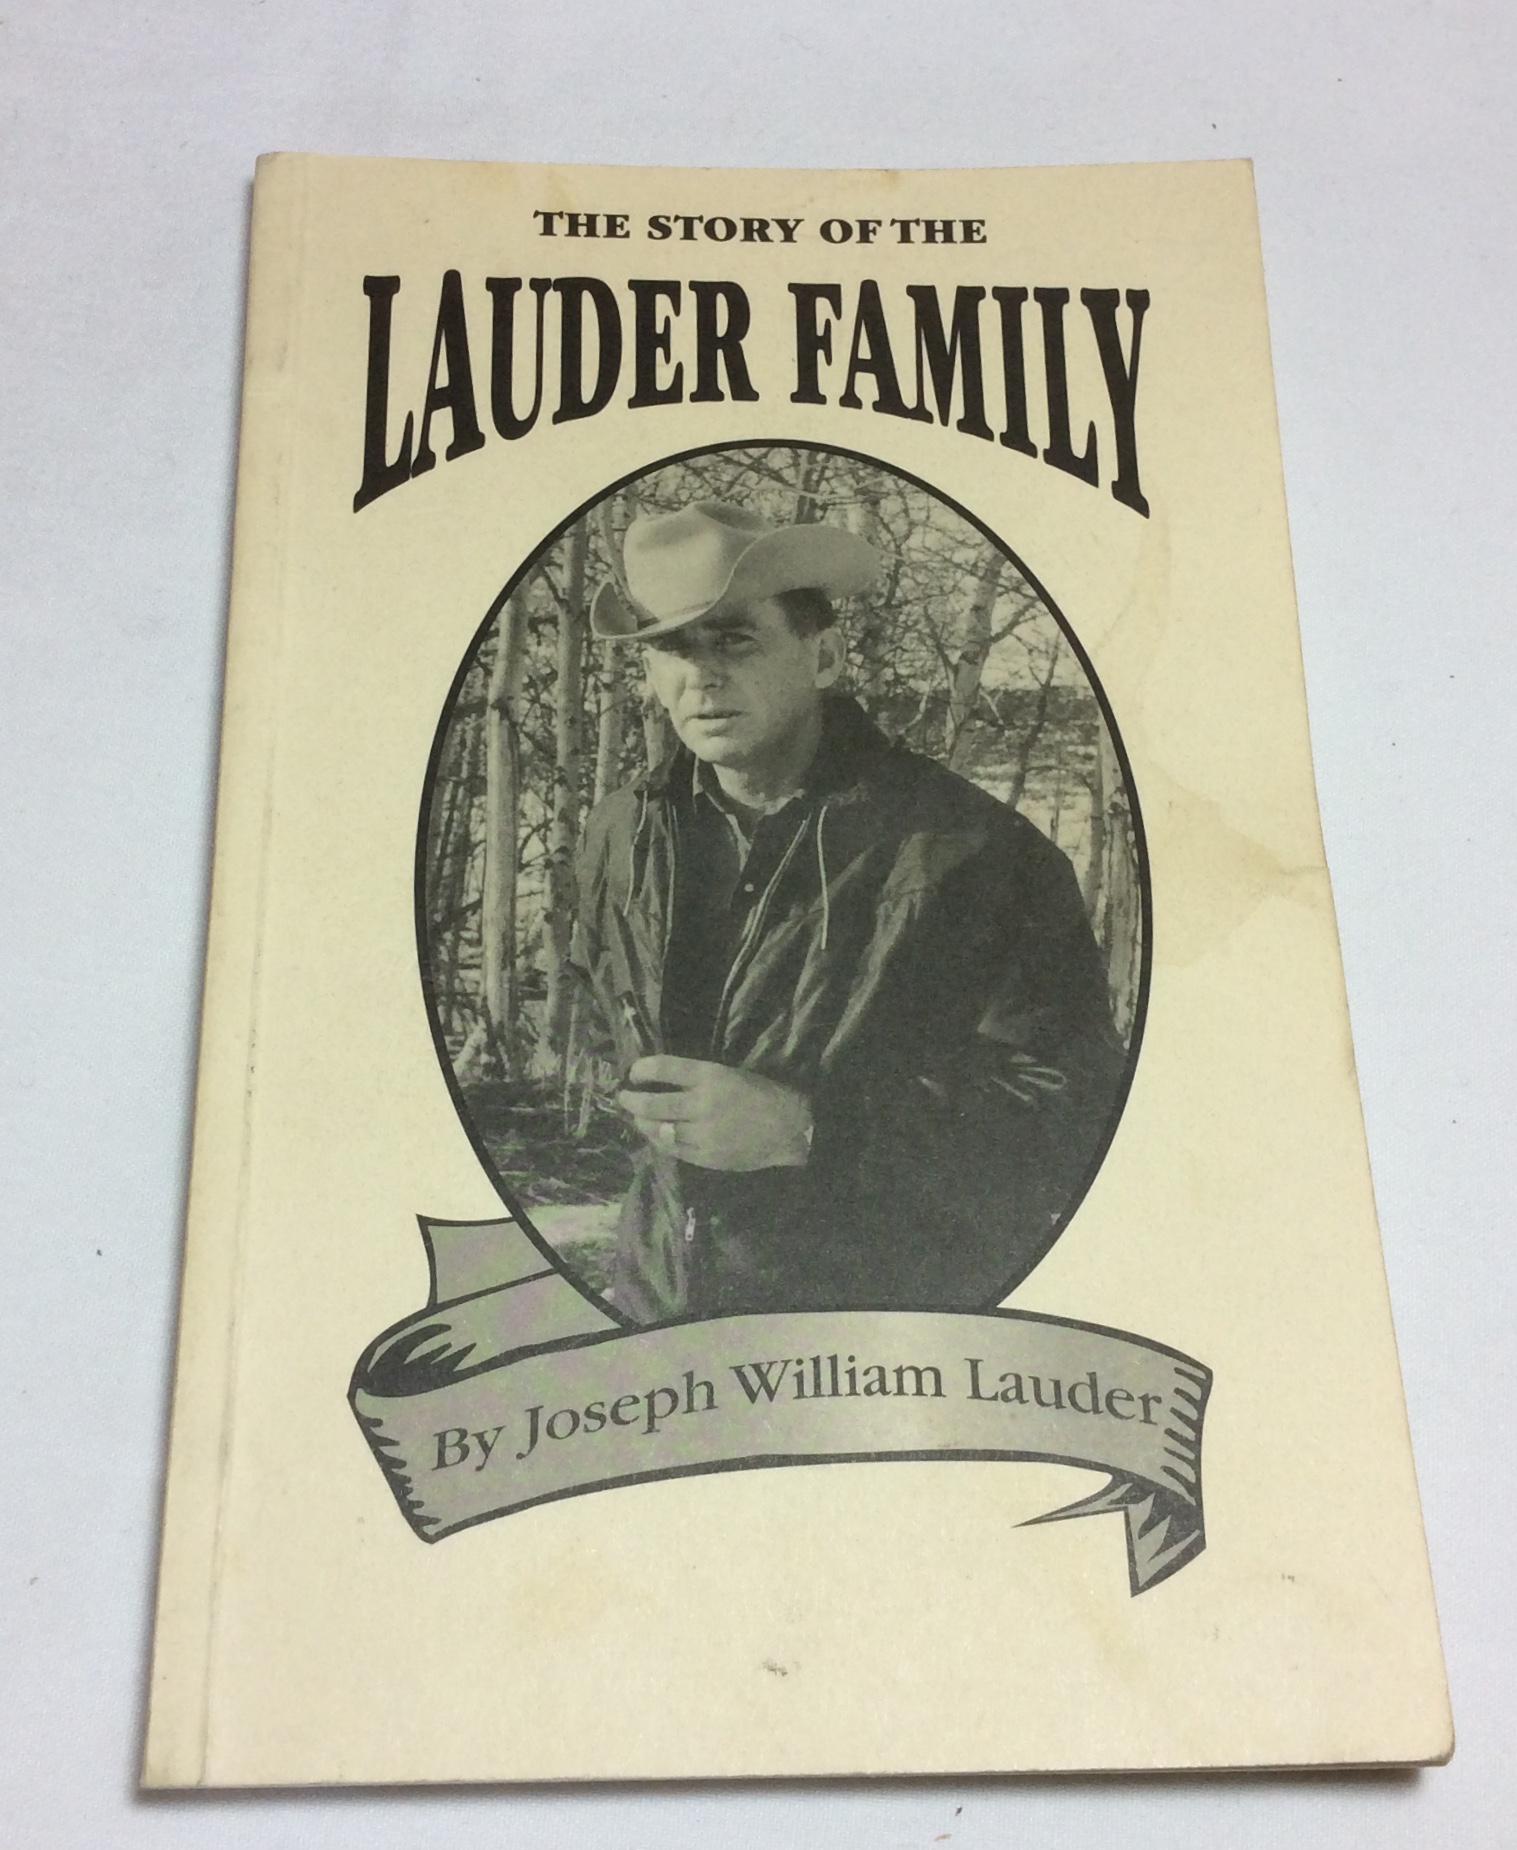 THE STORY OF THE
LAUDER FAMILY
By Joseph William Lauder